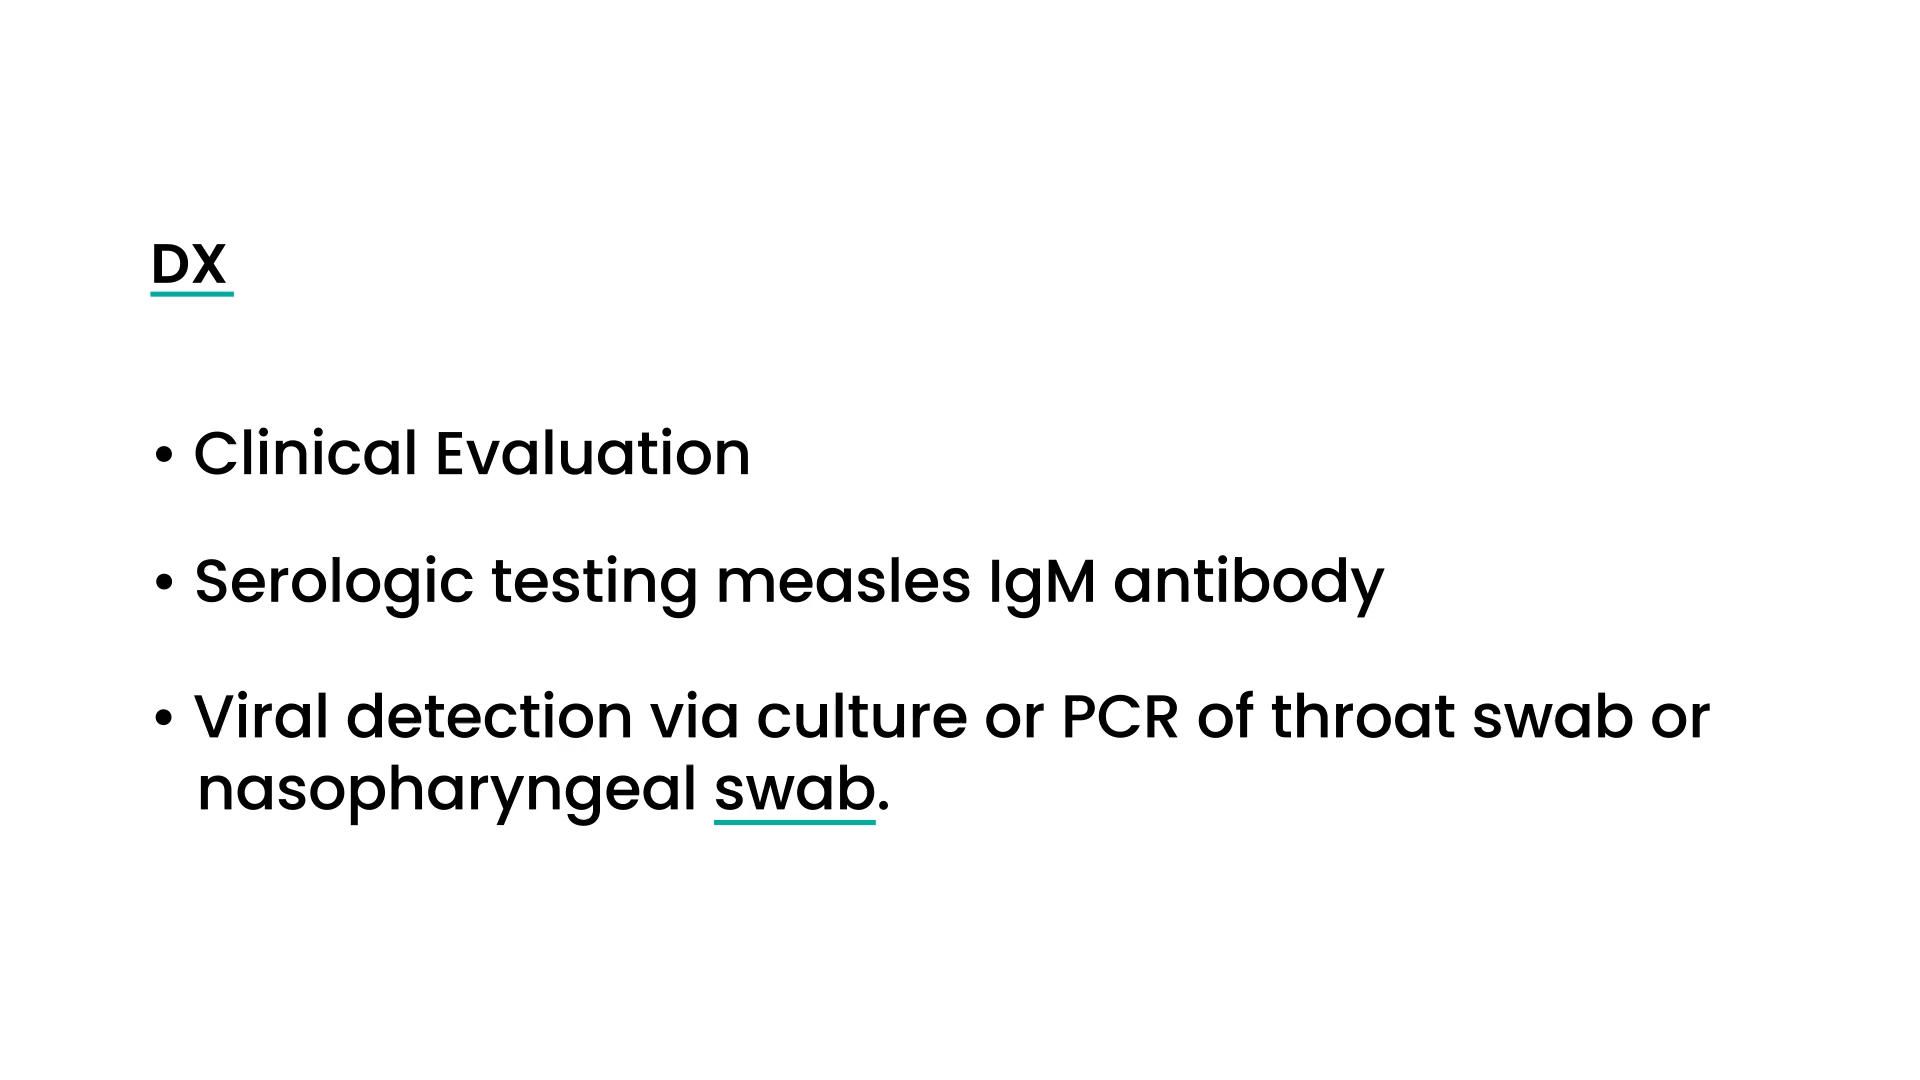 DX
• Clinical Evaluation
• Serologic testing measles IgM antibody
• Viral detection via culture or PCR of throat swab or
nasopharyngeal swab.